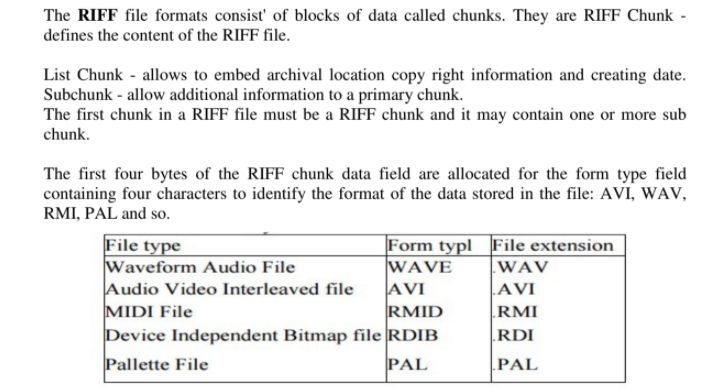 The RIFF file formats consist' of blocks of data called chunks. They are RIFF Chunk -
defines the content of the RIFF file.
List Chunk - allows to embed archival location copy right information and creating date.
Subchunk - allow additional information to a primary chunk.
The first chunk in a RIFF file must be a RIFF chunk and it may contain one or more sub
chunk.
The first four bytes of the RIFF chunk data field are allocated for the form type field
containing four characters to identify the format of the data stored in the file: AVI, WAV,
RMI, PAL and so.
File type Form typl File extension
Waveform Audio File WAVE .WAV
Audio Video Interleaved file AVI .AVI
MIDI File RMID .RMI
Device Independent Bitmap file RDIB .RDI
Pallette File PAL .PAL